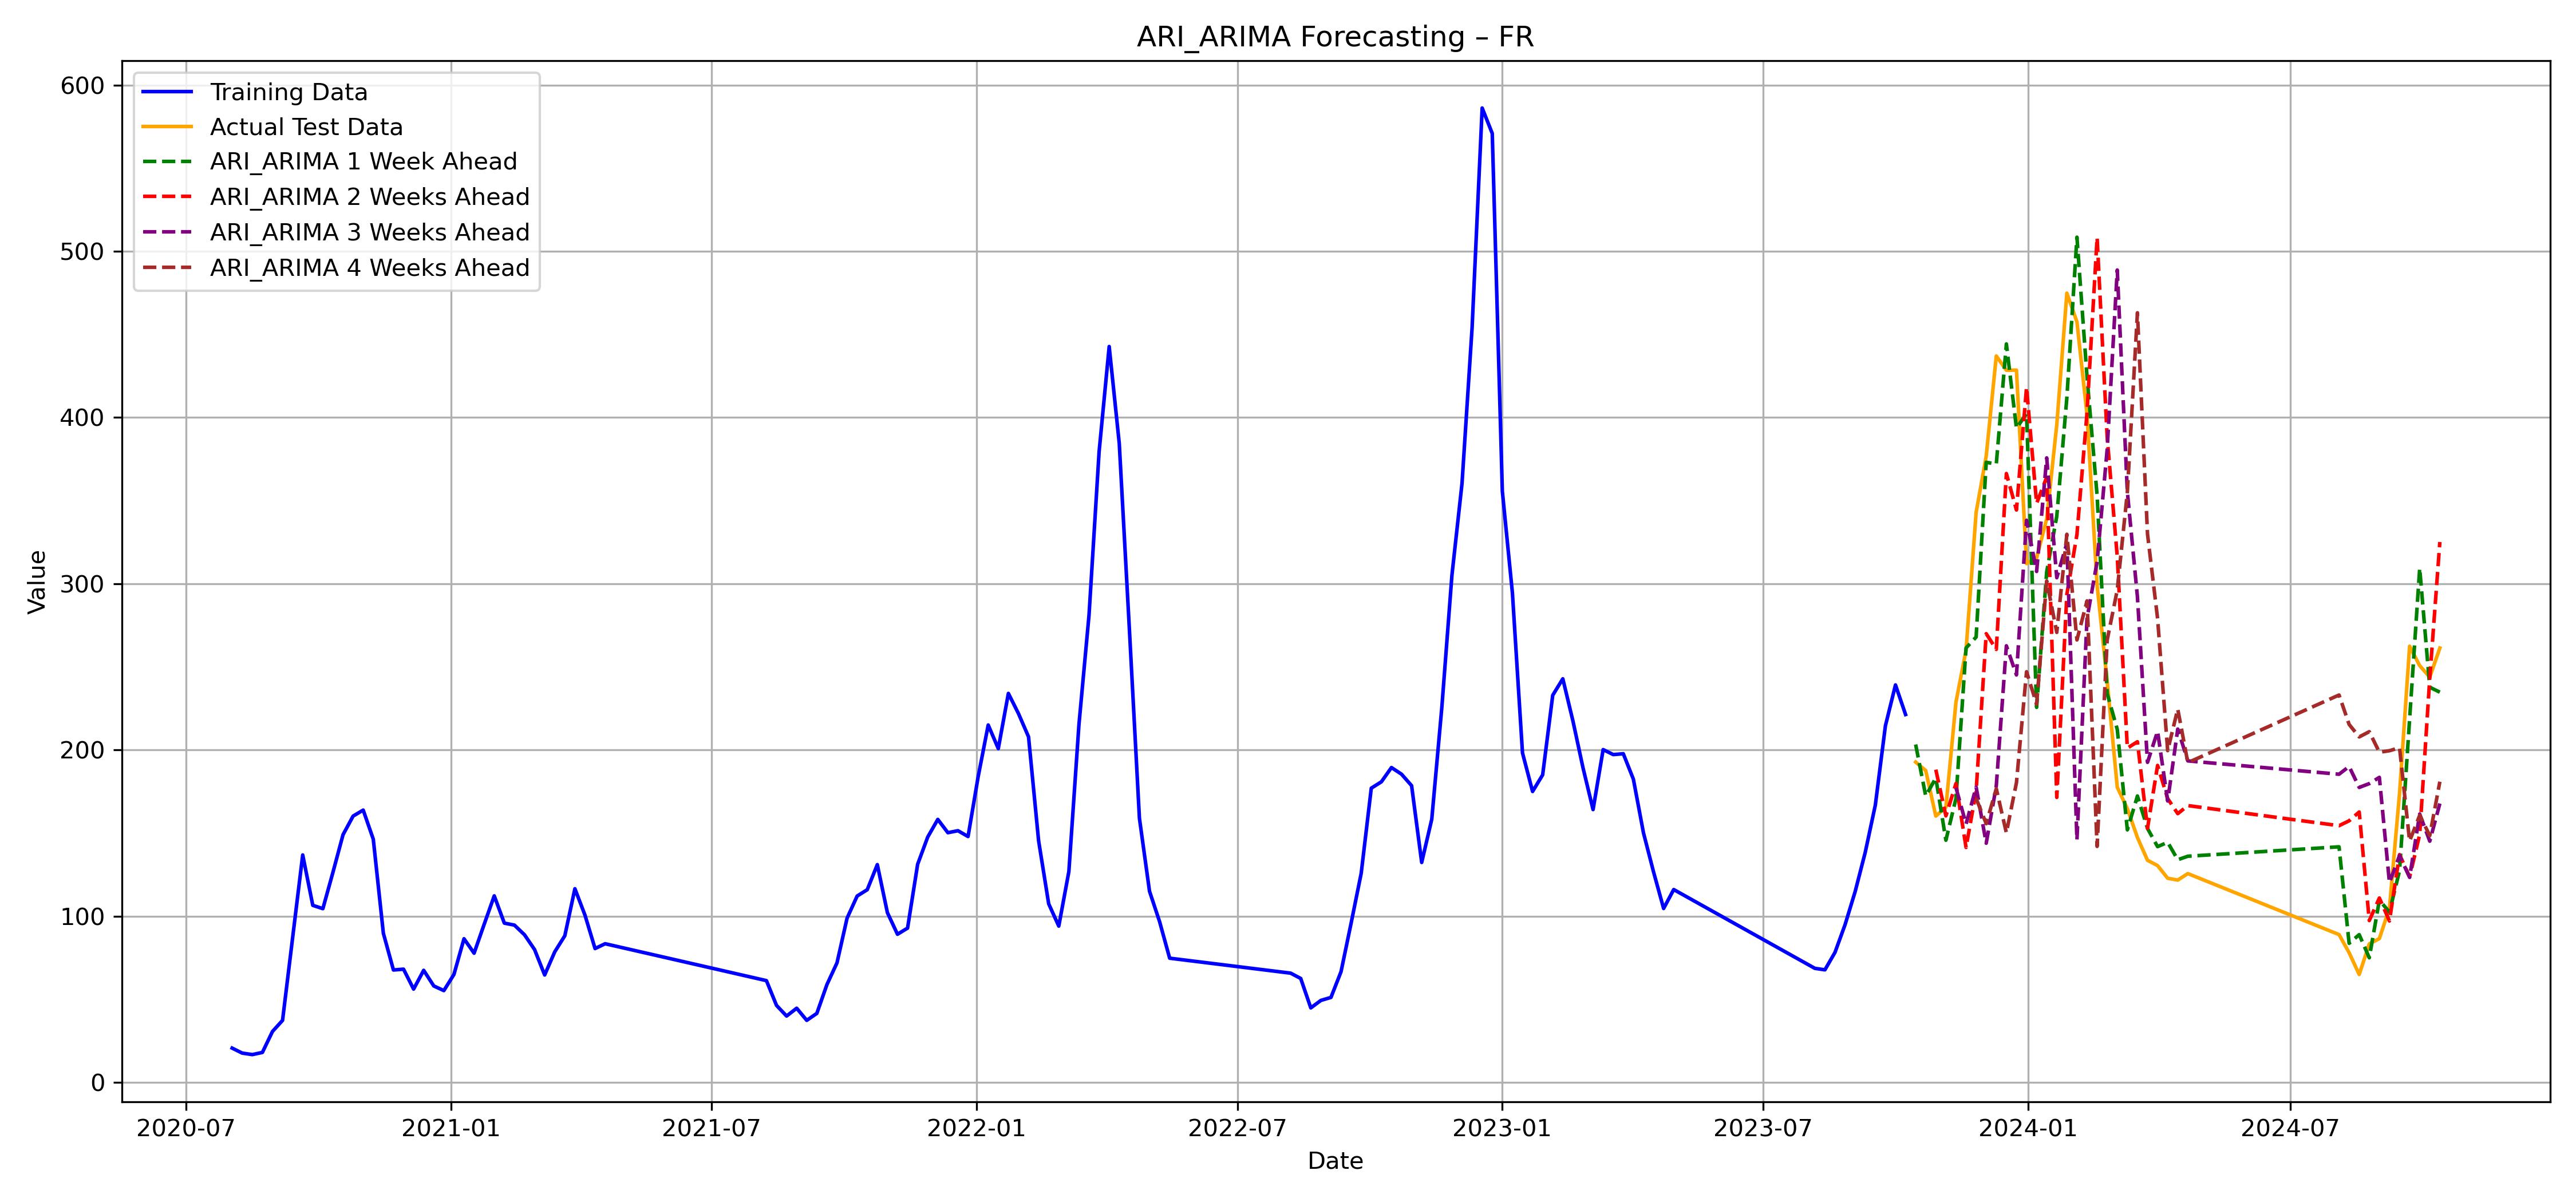 ARI_ARIMA Forecasting – FR
Training Data
Actual Test Data
ARI_ARIMA 1 Week Ahead
ARI_ARIMA 2 Weeks Ahead
ARI_ARIMA 3 Weeks Ahead
ARI_ARIMA 4 Weeks Ahead
600
500
400
300
200
100
0
Value
2020-07
2021-01
2021-07
2022-01
2022-07
2023-01
2023-07
2024-01
2024-07
Date